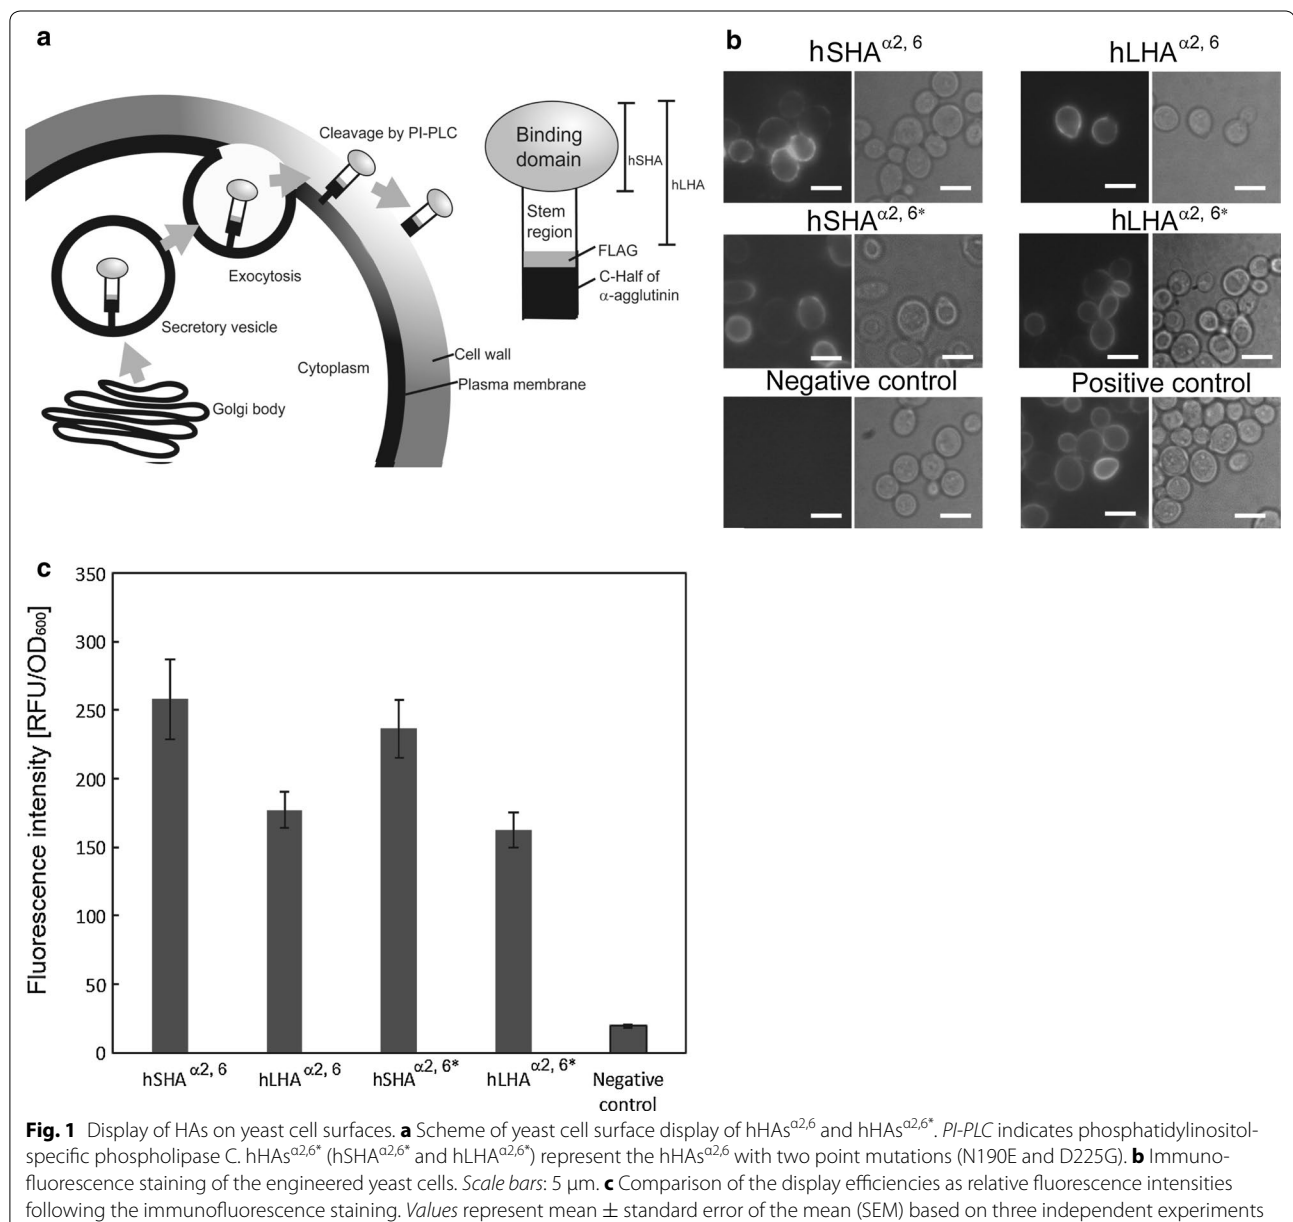 a
Cleavage by PI-PLC
Exocytosis
Secretory vesicle
Golgi body
Cytoplasm
Cell wall
Plasma membrane
Binding
domain
hSHA
hLHA
Stem
region
FLAG
C-Half of
α-agglutinin
b
hSHAα2, 6
hLHAα2, 6
hSHAα2, 6*
hLHAα2, 6*
Negative control
Positive control
c
Fluorescence intensity [RFU/OD600]
350
300
250
200
150
100
50
0
hSHAα2, 6
hLHAα2, 6
hSHAα2, 6*
hLHAα2, 6*
Negative
control
Fig. 1 Display of HAs on yeast cell surfaces. a Scheme of yeast cell surface display of hHAsα2,6 and hHAsα2,6*. PI-PLC indicates phosphatidylinositol-
specific phospholipase C. hHAsα2,6* (hSHAα2,6* and hLHAα2,6*) represent the hHAsα2,6 with two point mutations (N190E and D225G). b Immuno-
fluorescence staining of the engineered yeast cells. Scale bars: 5 µm. c Comparison of the display efficiencies as relative fluorescence intensities
following the immunofluorescence staining. Values represent mean ± standard error of the mean (SEM) based on three independent experiments